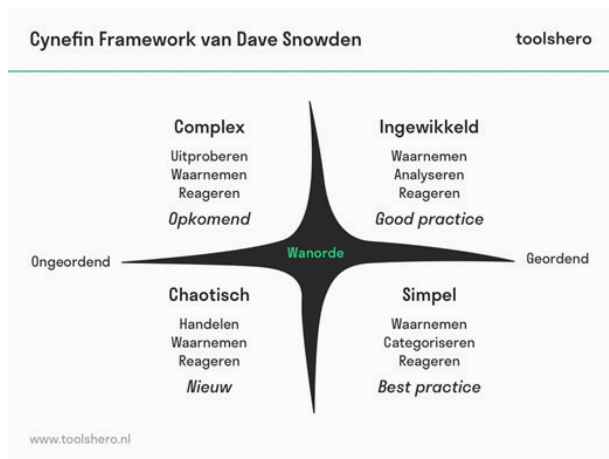 Cynefin Framework van Dave Snowden
toolshero
Complex
Uitproberen
Waarnemen
Reageren
Opkomend
Ingewikkeld
Waarnemen
Analyseren
Reageren
Good practice
Ongeordend
Wanorde
Geordend
Chaotisch
Handelen
Waarnemen
Reageren
Nieuw
Simpel
Waarnemen
Categoriseren
Reageren
Best practice
www.toolshero.nl